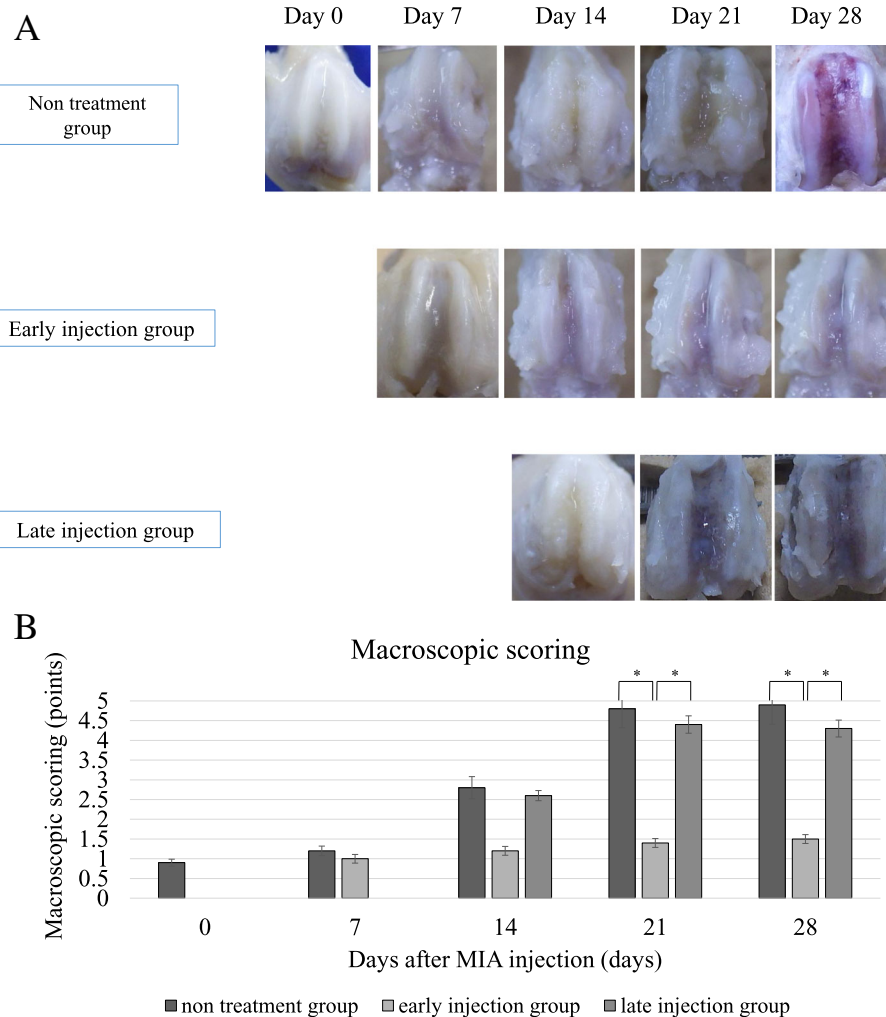 A
Day 0
Day 7
Day 14
Day 21
Day 28
Non treatment
group
Early injection group
Late injection group
B
Macroscopic scoring
Macroscopic scoring (points)
* * * *
5
4.5
4
3.5
3
2.5
2
1.5
1
0.5
0
0
7
14
21
28
Days after MIA injection (days)
non treatment group
early injection group
late injection group